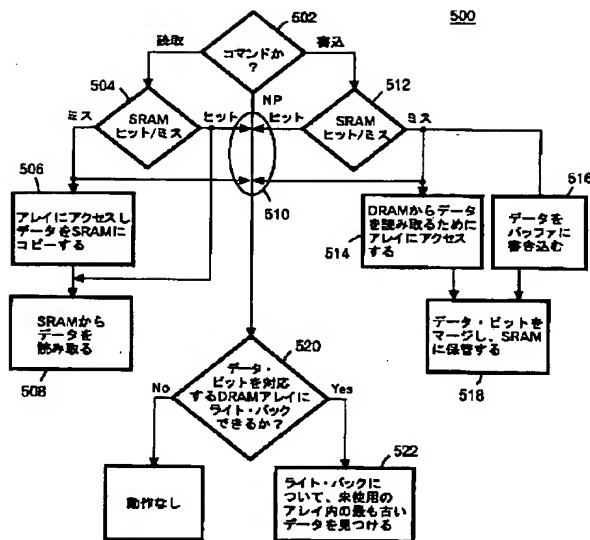 500
502
コマンドか
?
読取
書込
NP
504
SRAM
ヒット/ミス
ミス
ヒット
512
SRAM
ヒット/ミス
ヒット
ミス
510
506
アレイにアクセスし
データをSRAMに
コピーする
514
DRAMからデータ
を読み取るために
アレイにアクセス
する
516
データを
バッファに
書き込む
SRAMから
データを
読み取る
508
データ・ビットを
マージし、SRAM
に保管する
518
520
データ・
ビットを対応
するDRAMアレイに
ライト・バック
できるか?
No
Yes
動作なし
522
ライト・バックに
ついて、未使用の
アレイ内の最も古い
データを見つける